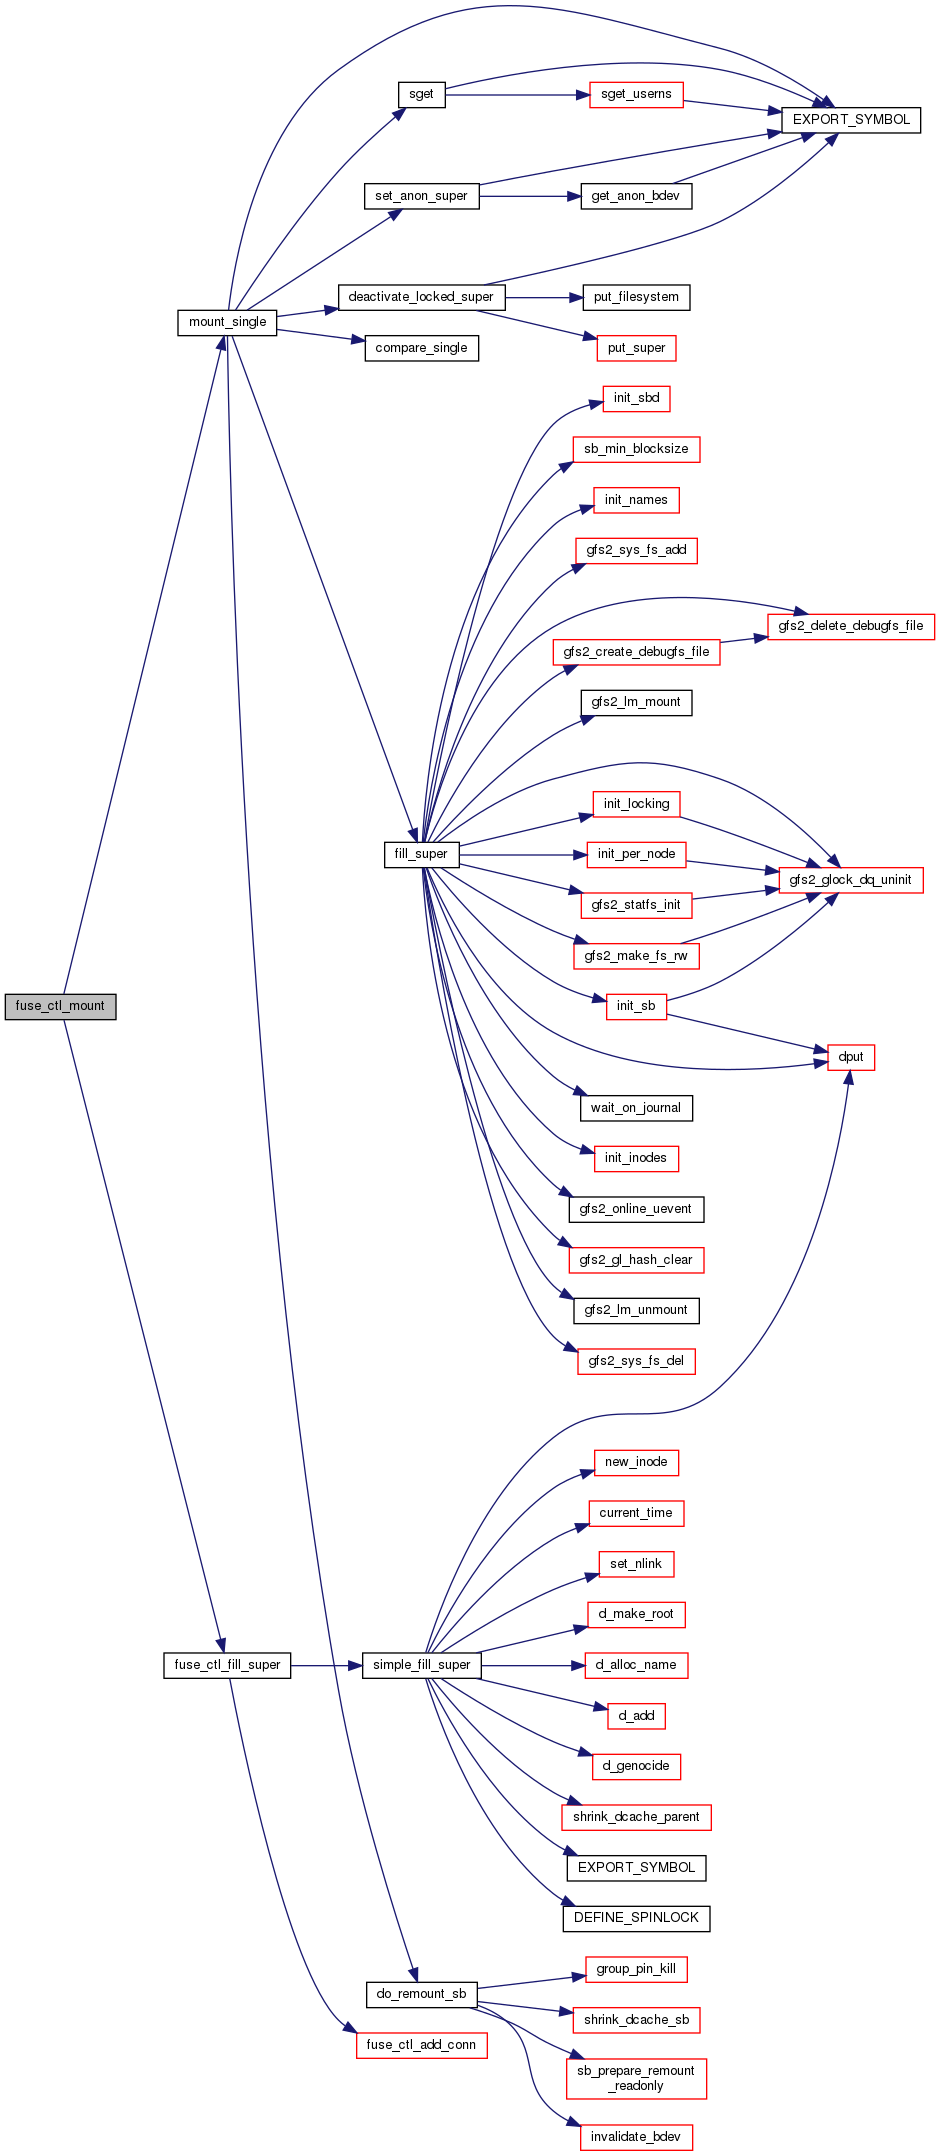 sget
sget_userns
EXPORT_SYMBOL
set_anon_super
get_anon_bdev
deactivate_locked_super
put_filesystem
mount_single
compare_single
put_super
init_sbd
sb_min_blocksize
init_names
gfs2_sys_fs_add
gfs2_delete_debugfs_file
gfs2_create_debugfs_file
gfs2_lm_mount
init_locking
fill_super
init_per_node
gfs2_glock_dq_uninit
gfs2_statfs_init
gfs2_make_fs_rw
fuse_ctl_mount
init_sb
dput
wait_on_journal
init_inodes
gfs2_online_uevent
gfs2_gl_hash_clear
gfs2_lm_unmount
gfs2_sys_fs_del
new_inode
current_time
set_nlink
d_make_root
fuse_ctl_fill_super
simple_fill_super
d_alloc_name
d_add
d_genocide
shrink_dcache_parent
EXPORT_SYMBOL
DEFINE_SPINLOCK
group_pin_kill
do_remount_sb
shrink_dcache_sb
fuse_ctl_add_conn
sb_prepare_remount
_readonly
invalidate_bdev